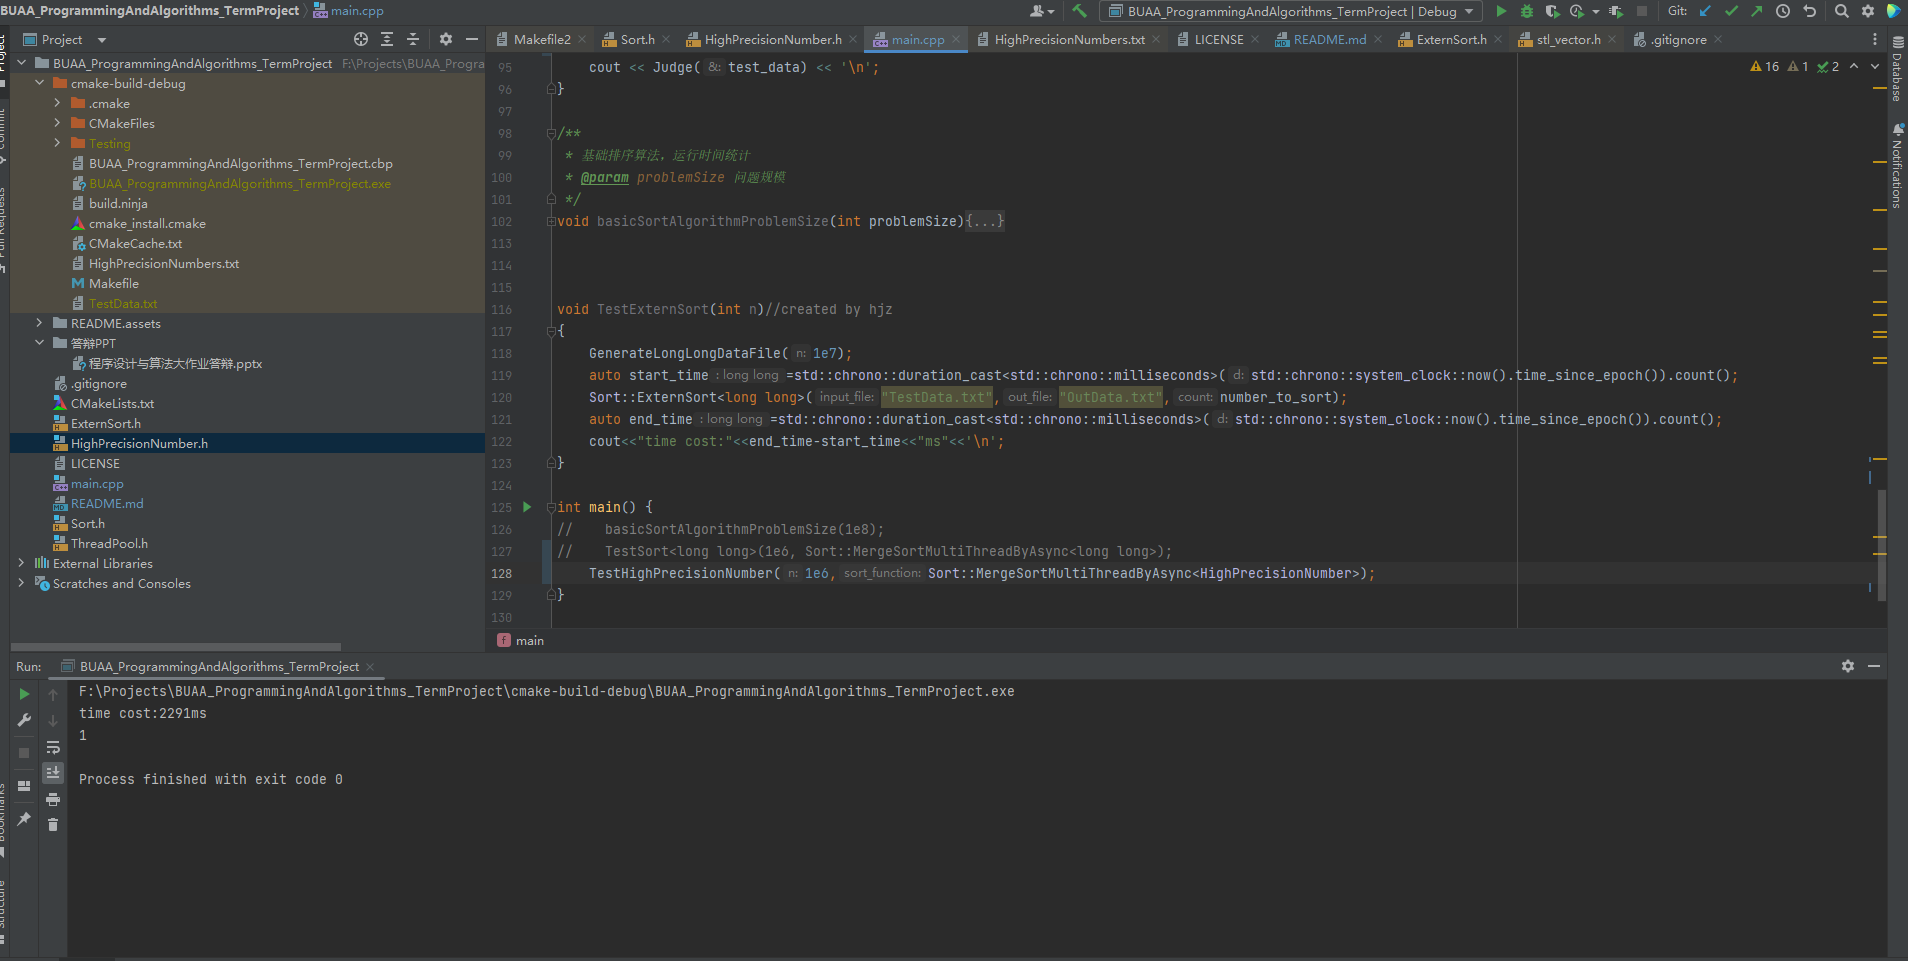 BUAA_ProgrammingAndAlgorithms_TermProject main.cpp
BUAA_ProgrammingAndAlgorithms_TermProject | Debug
Git:
Project
Makefile2 Sort.h HighPrecisionNumber.h main.cpp HighPrecisionNumbers.txt LICENSE README.md ExternSort.h stl_vector.h .gitignore
BUAA_ProgrammingAndAlgorithms_TermProject F:\Projects\BUAA_Progra
cmake-build-debug
.cmake
CMakeFiles
Testing
BUAA_ProgrammingAndAlgorithms_TermProject.cbp
BUAA_ProgrammingAndAlgorithms_TermProject.exe
build.ninja
cmake_install.cmake
CMakeCache.txt
HighPrecisionNumbers.txt
Makefile
TestData.txt
README.assets
答辩PPT
程序设计与算法大作业答辩.pptx
.gitignore
CMakeLists.txt
ExternSort.h
HighPrecisionNumber.h
LICENSE
main.cpp
README.md
Sort.h
ThreadPool.h
External Libraries
Scratches and Consoles
16 1 2
95 cout << Judge( &: test_data) << '\n';
96 }
97
98 /**
99 * 基础排序算法，运行时间统计
100 * @param problemSize 问题规模
101 */
102 void basicSortAlgorithmProblemSize(int problemSize){...}
113
114
115
116 void TestExternSort(int n)//created by hjz
117 {
118 GenerateLongLongDataFile( n: 1e7);
119 auto start_time : long long =std::chrono::duration_cast<std::chrono::milliseconds>( d: std::chrono::system_clock::now().time_since_epoch()).count();
120 Sort::ExternSort<long long>( input_file: "TestData.txt", out_file: "OutData.txt", count: number_to_sort);
121 auto end_time : long long =std::chrono::duration_cast<std::chrono::milliseconds>( d: std::chrono::system_clock::now().time_since_epoch()).count();
122 cout<<"time cost:"<<end_time-start_time<<"ms"<<'\n';
123 }
124
125 int main() {
126 // basicSortAlgorithmProblemSize(1e8);
127 // TestSort<long long>(1e6, Sort::MergeSortMultiThreadByAsync<long long>);
128 TestHighPrecisionNumber( n: 1e6, sort_function: Sort::MergeSortMultiThreadByAsync<HighPrecisionNumber>);
129 }
130
main
Database
Notifications
Run: BUAA_ProgrammingAndAlgorithms_TermProject
F:\Projects\BUAA_ProgrammingAndAlgorithms_TermProject\cmake-build-debug\BUAA_ProgrammingAndAlgorithms_TermProject.exe
time cost:2291ms
1
Process finished with exit code 0